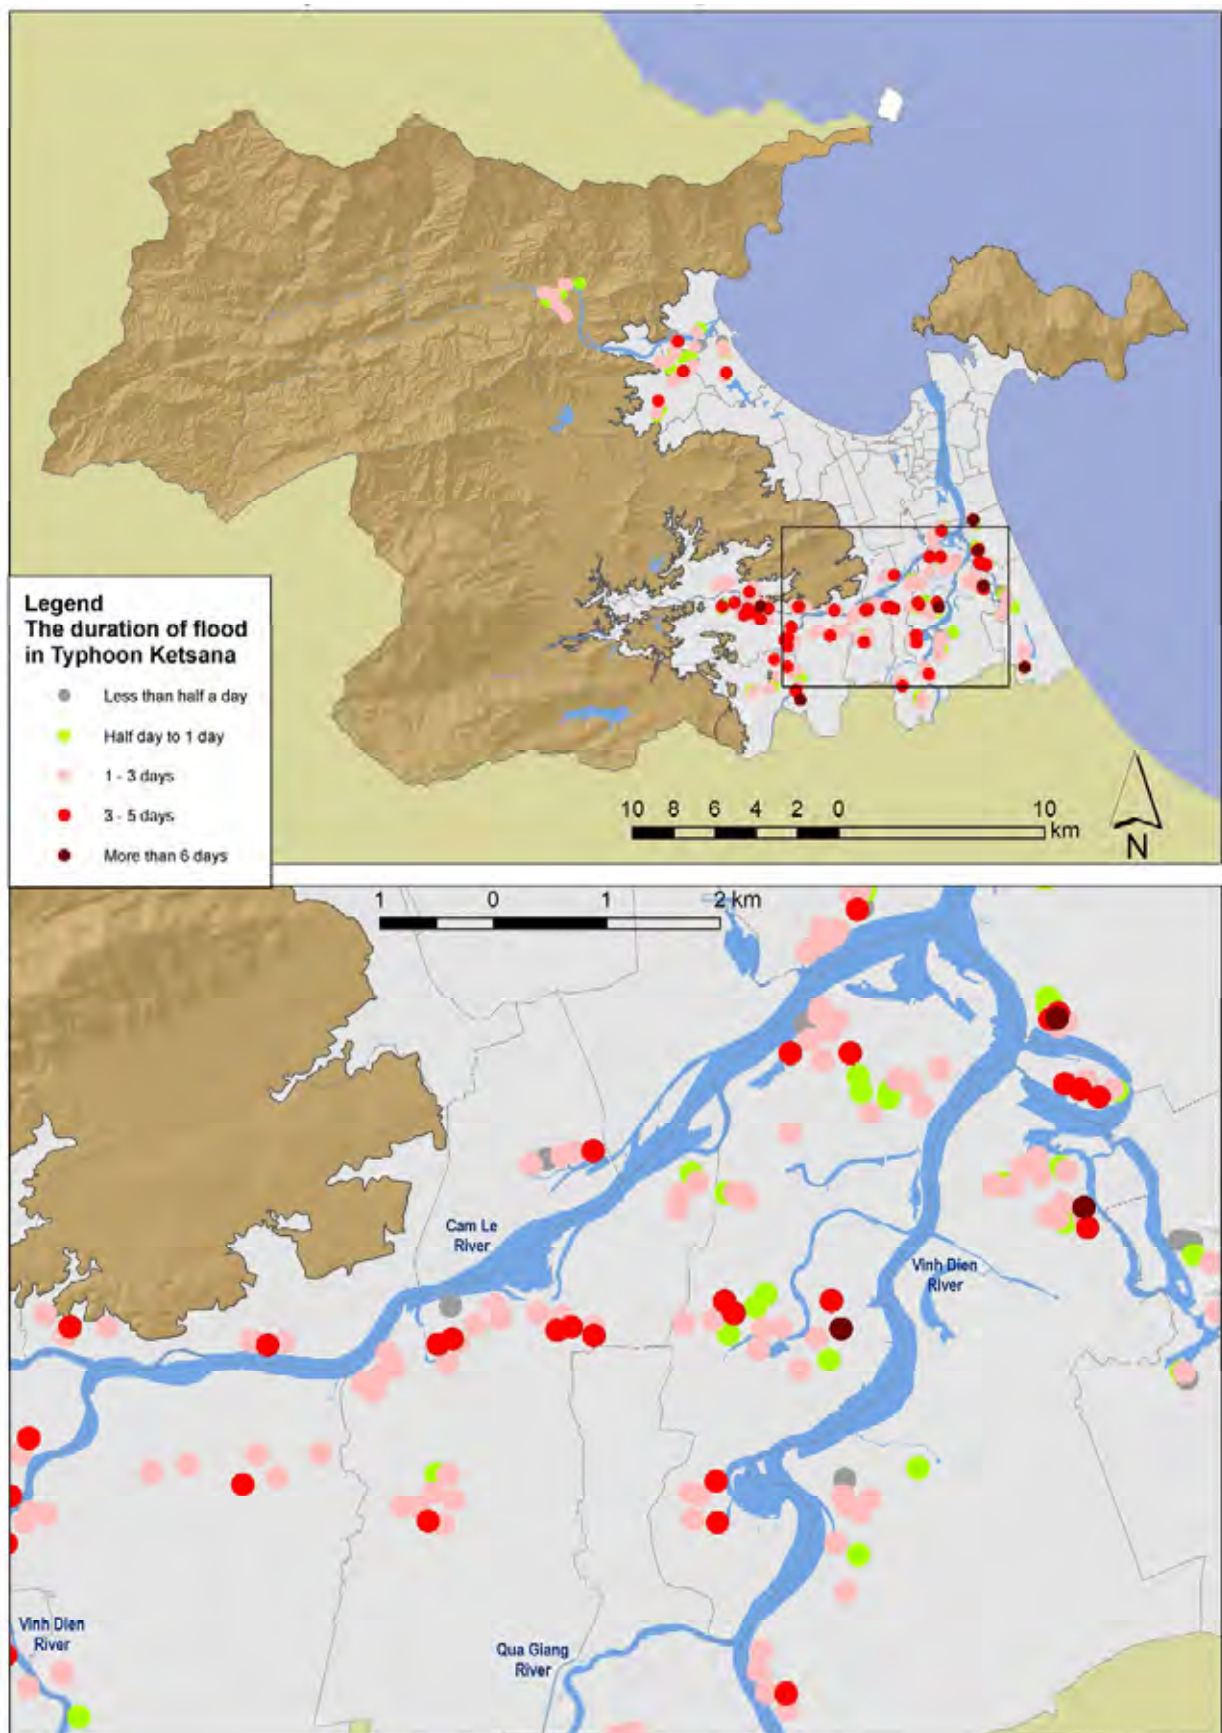 Legend
The duration of flood
in Typhoon Ketsana
Less than half a day
Half day to 1 day
1 - 3 days
3 - 5 days
More than 6 days
10 8 6 4 2 0 10
km
N
1 0 1 2 km
Cam Le
River
Vinh Dien
River
Vinh Dien
River
Qua Giang
River